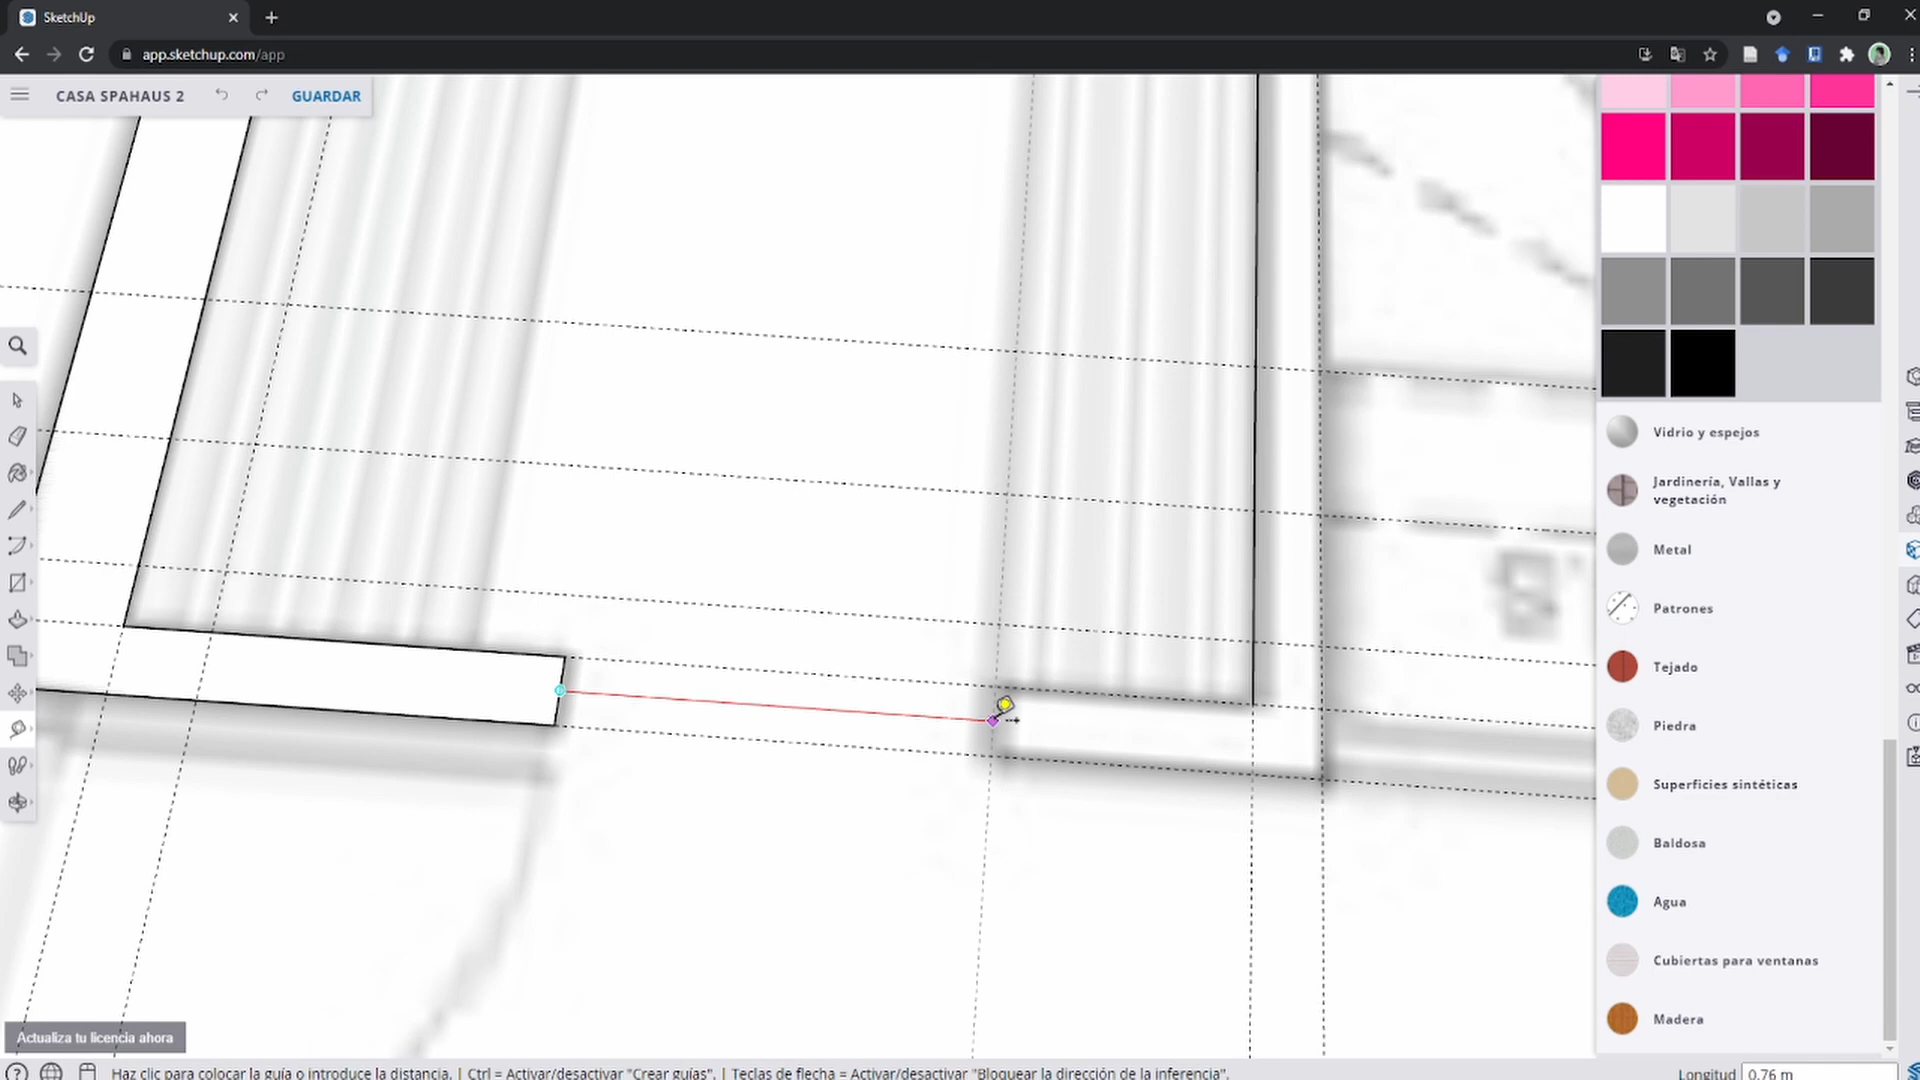 SketchUp
app.sketchup.com/app
CASA SPAHAUS 2
GUARDAR
Vidrio y espejos
Jardinería, Vallas y
vegetación
Metal
Patrones
Tejado
Piedra
Superficies sintéticas
Baldosa
Agua
Cubiertas para ventanas
Madera
Actualiza tu licencia ahora
Haz clic para colocar la guía o introduce la distancia. | Ctrl = Activar/desactivar "Crear guías". | Teclas de flecha = Activar/desactivar "Bloquear la dirección de la inferencia".
Longitud 0,76 m